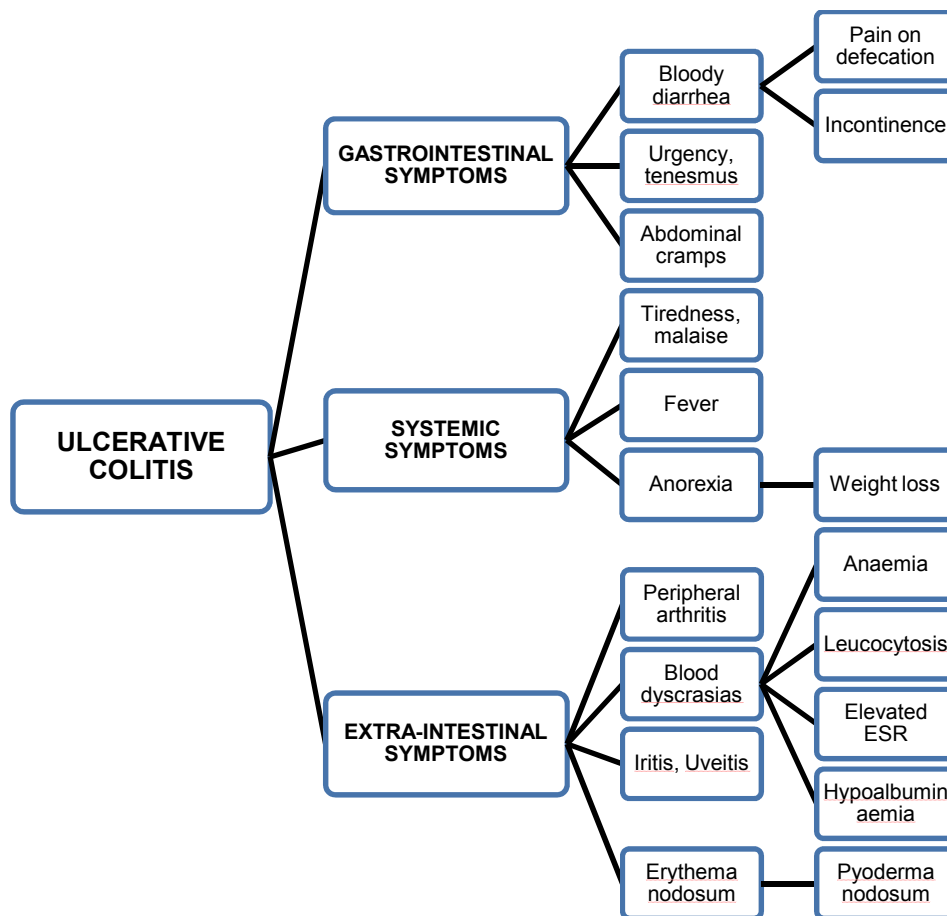 Pain on
defecation
Bloody
diarrhea
Incontinence
GASTROINTESTINAL
SYMPTOMS
Urgency,
tenesmus
Abdominal
cramps
Tiredness,
malaise
ULCERATIVE
COLITIS
SYSTEMIC
SYMPTOMS
Fever
Anorexia
Weight loss
Anaemia
Peripheral
arthritis
Leucocytosis
Blood
dyscrasias
EXTRA-INTESTINAL
SYMPTOMS
Elevated
ESR
Iritis, Uveitis
Hypoalbumin
aemia
Erythema
nodosum
Pyoderma
nodosum